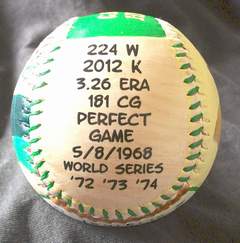 224 W
2012 K
3.26 ERA
181 CG
PERFECT
GAME
5/8/1968
WORLD SERIES
'72 '73 '74